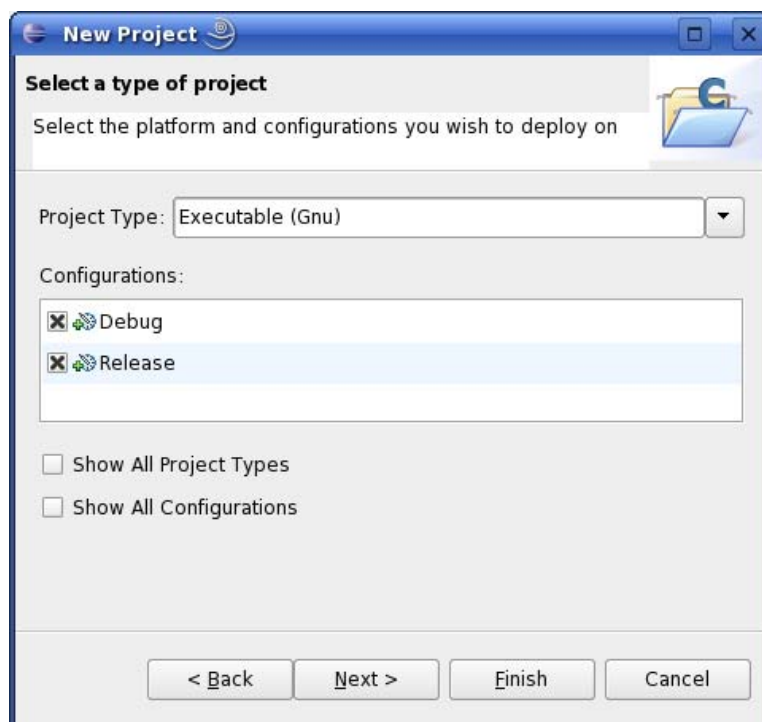 New Project
Select a type of project
Select the platform and configurations you wish to deploy on
Project Type: Executable (Gnu)
Configurations:
Debug
Release
Show All Project Types
Show All Configurations
< Back Next > Finish Cancel